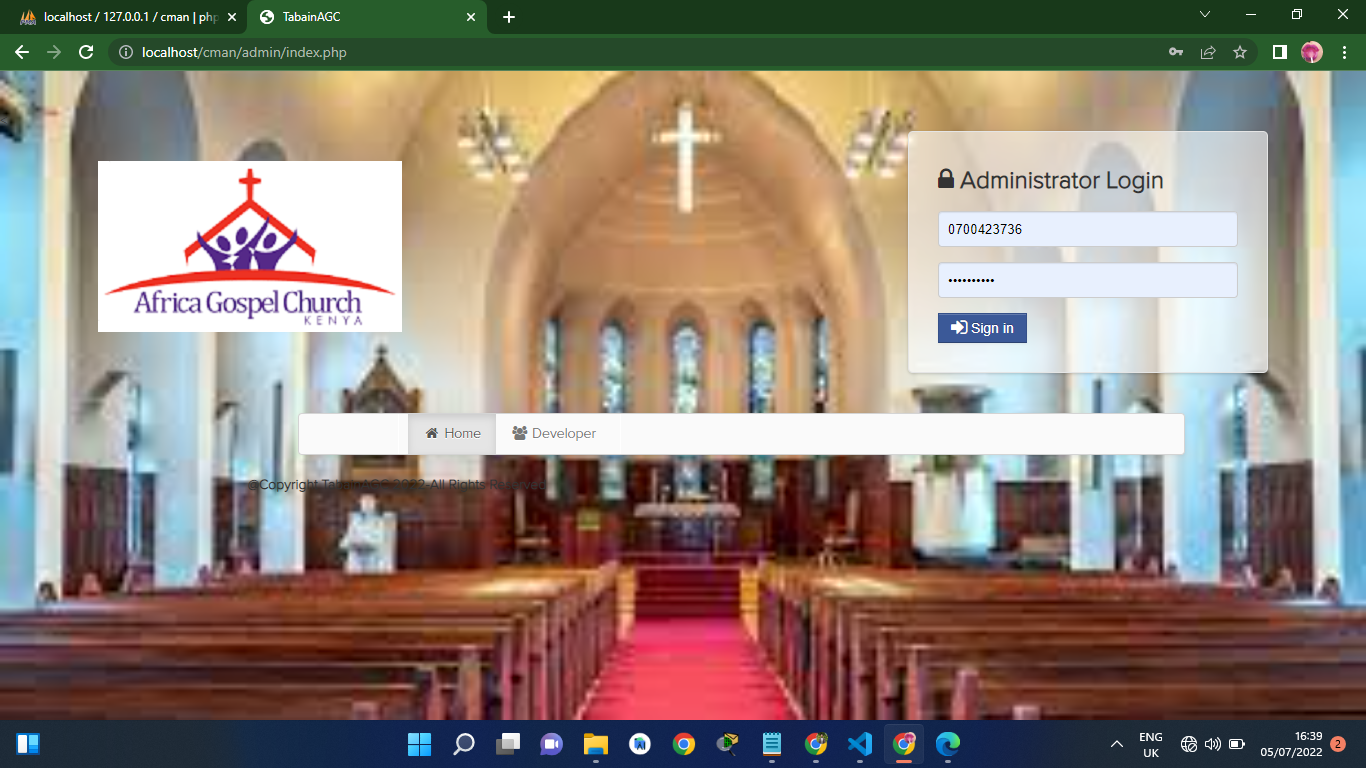 localhost / 127.0.0.1 / cman | php
TabainAGC
localhost/cman/admin/index.php
Africa Gospel Church
KENYA
Administrator Login
0700423736
••••••••••
Sign in
Home
Developer
@Copyright TabainAGC 2022 All Rights Reserved
ENG
UK
16:39
05/07/2022
2